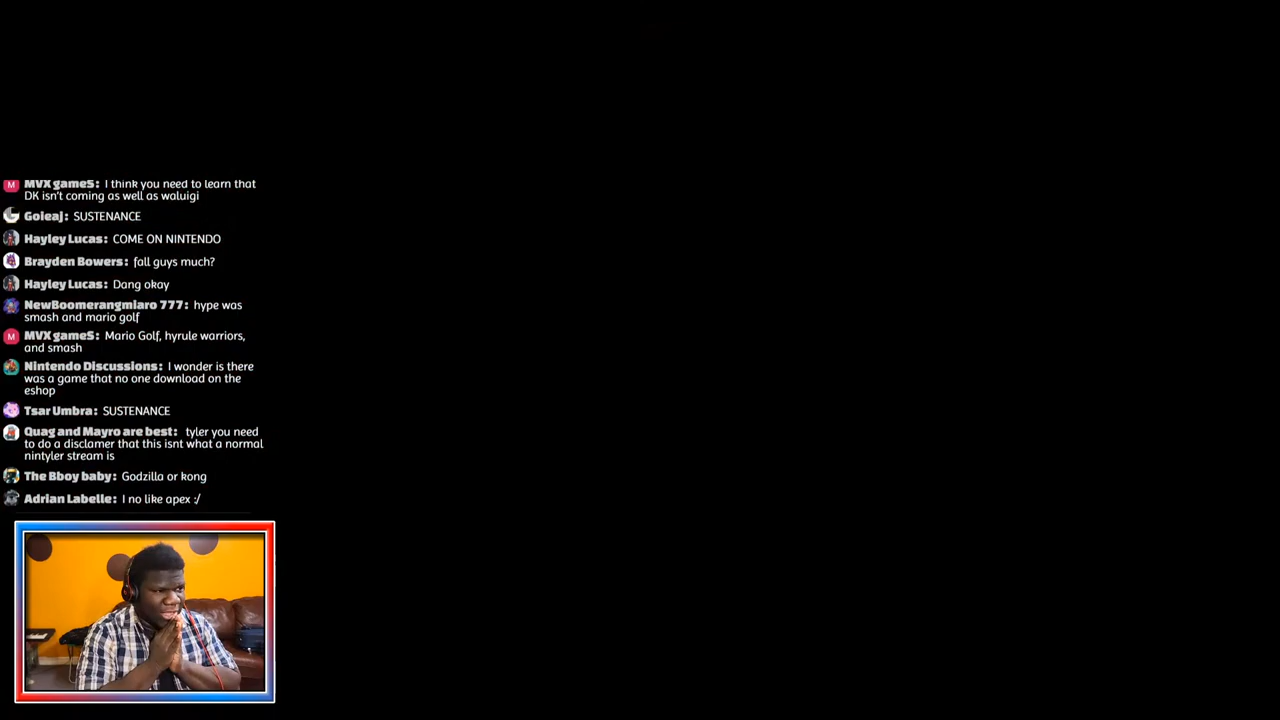 M MVX gameS: I think you need to learn that
DK isn't coming as well as waluigi
Goleaj: SUSTENANCE
Hayley Lucas: COME ON NINTENDO
Brayden Bowers: fall guys much?
Hayley Lucas: Dang okay
NewBoomerangmiaro 777: hype was
smash and mario golf
M MVX gameS: Mario Golf, hyrule warriors,
and smash
Nintendo Discussions: I wonder is there
was a game that no one download on the
eshop
Tsar Umbra: SUSTENANCE
Quag and Mayro are best: tyler you need
to do a disclamer that this isnt what a normal
nintyler stream is
The Bboy baby: Godzilla or kong
Adrian Labelle: I no like apex :/